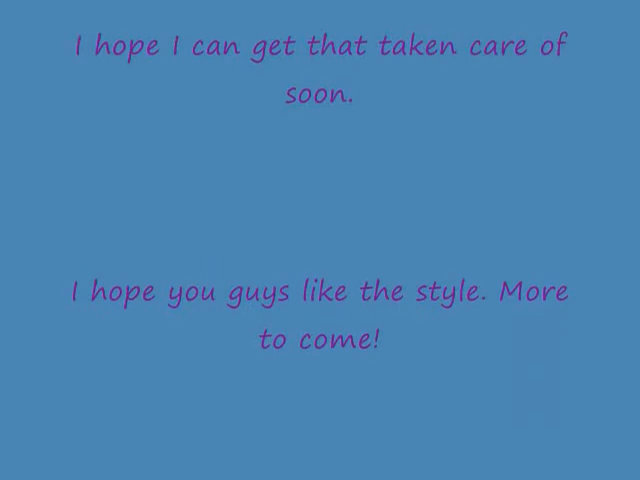 I hope I can get that taken care of
soon.
I hope you guys like the style. More
to come!